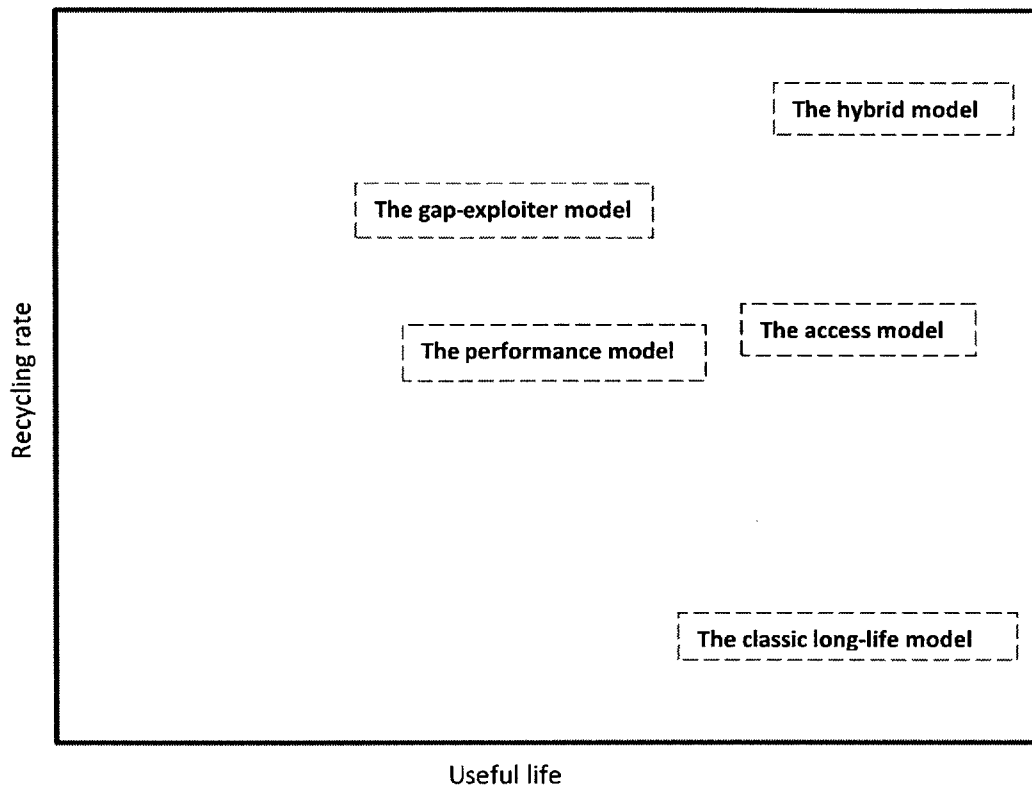 The hybrid model
The gap-exploiter model
The access model
The performance model
Recycling rate
The classic long-life model
Useful life